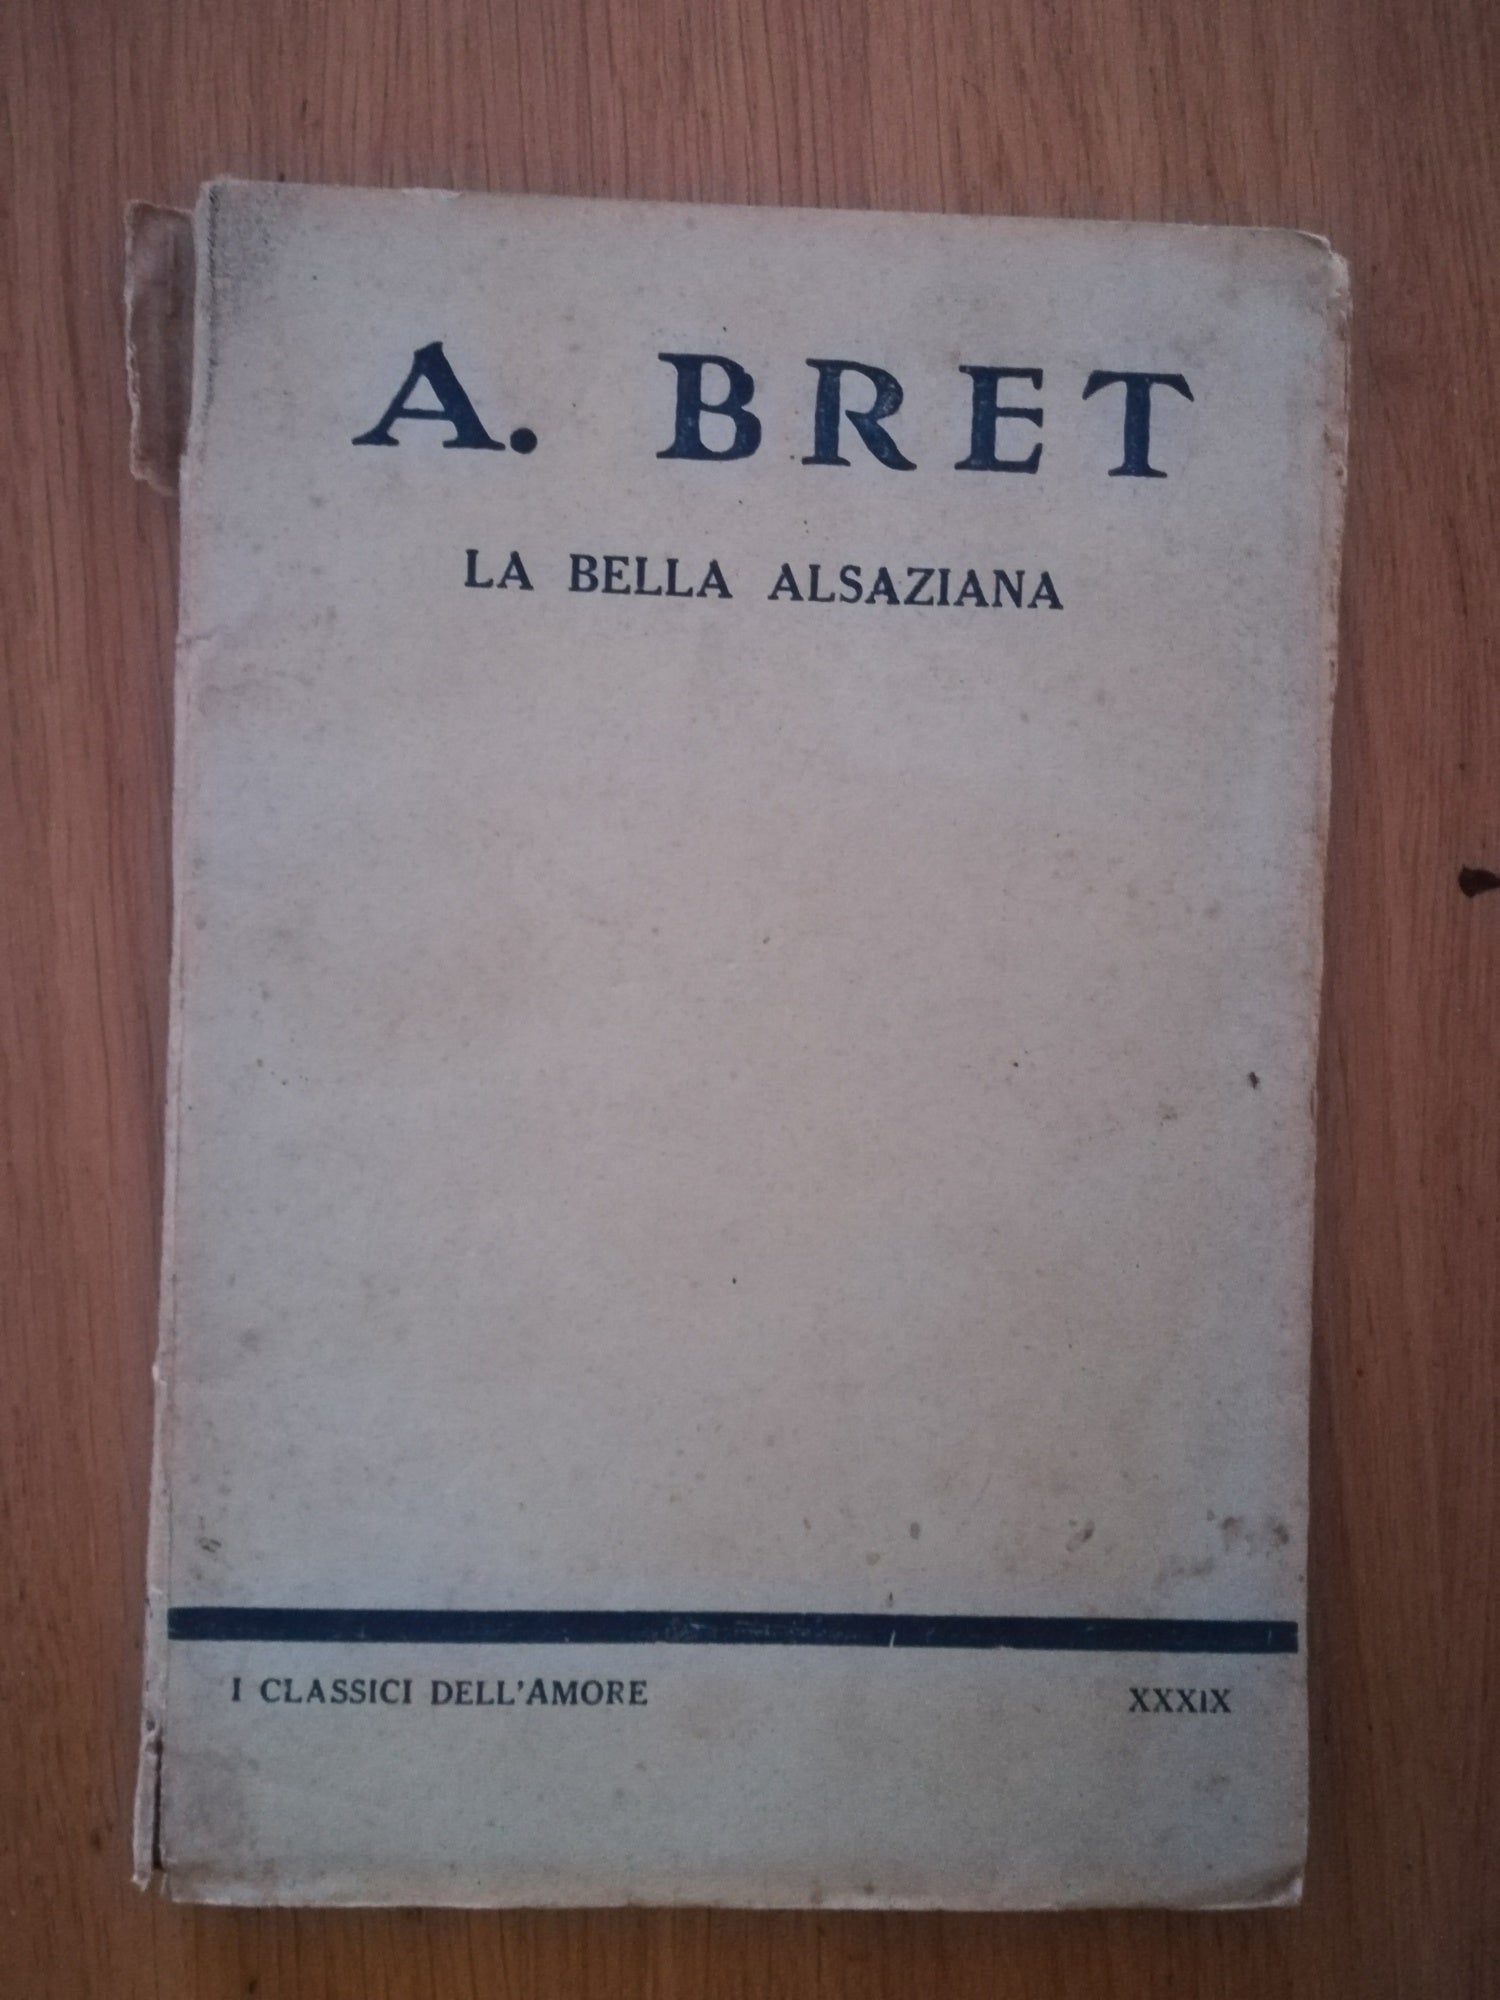 A. BRET
LA BELLA ALSAZIANA
I CLASSICI DELL'AMORE
XXXIX